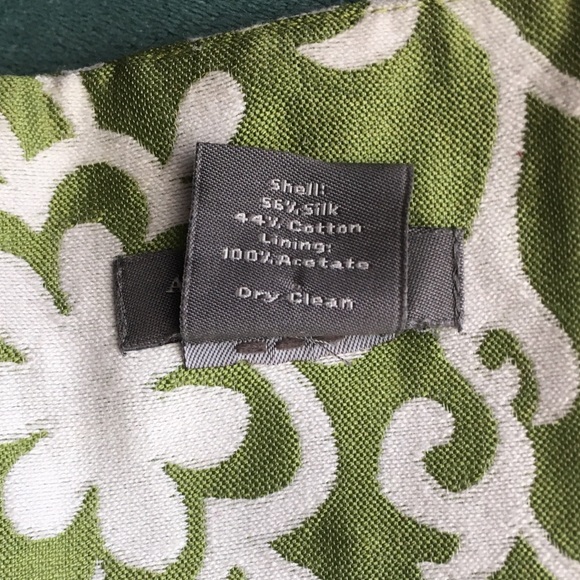 Shell:
56% Silk
44% Cotton
Lining:
100% Acetate
Dry Clean
A